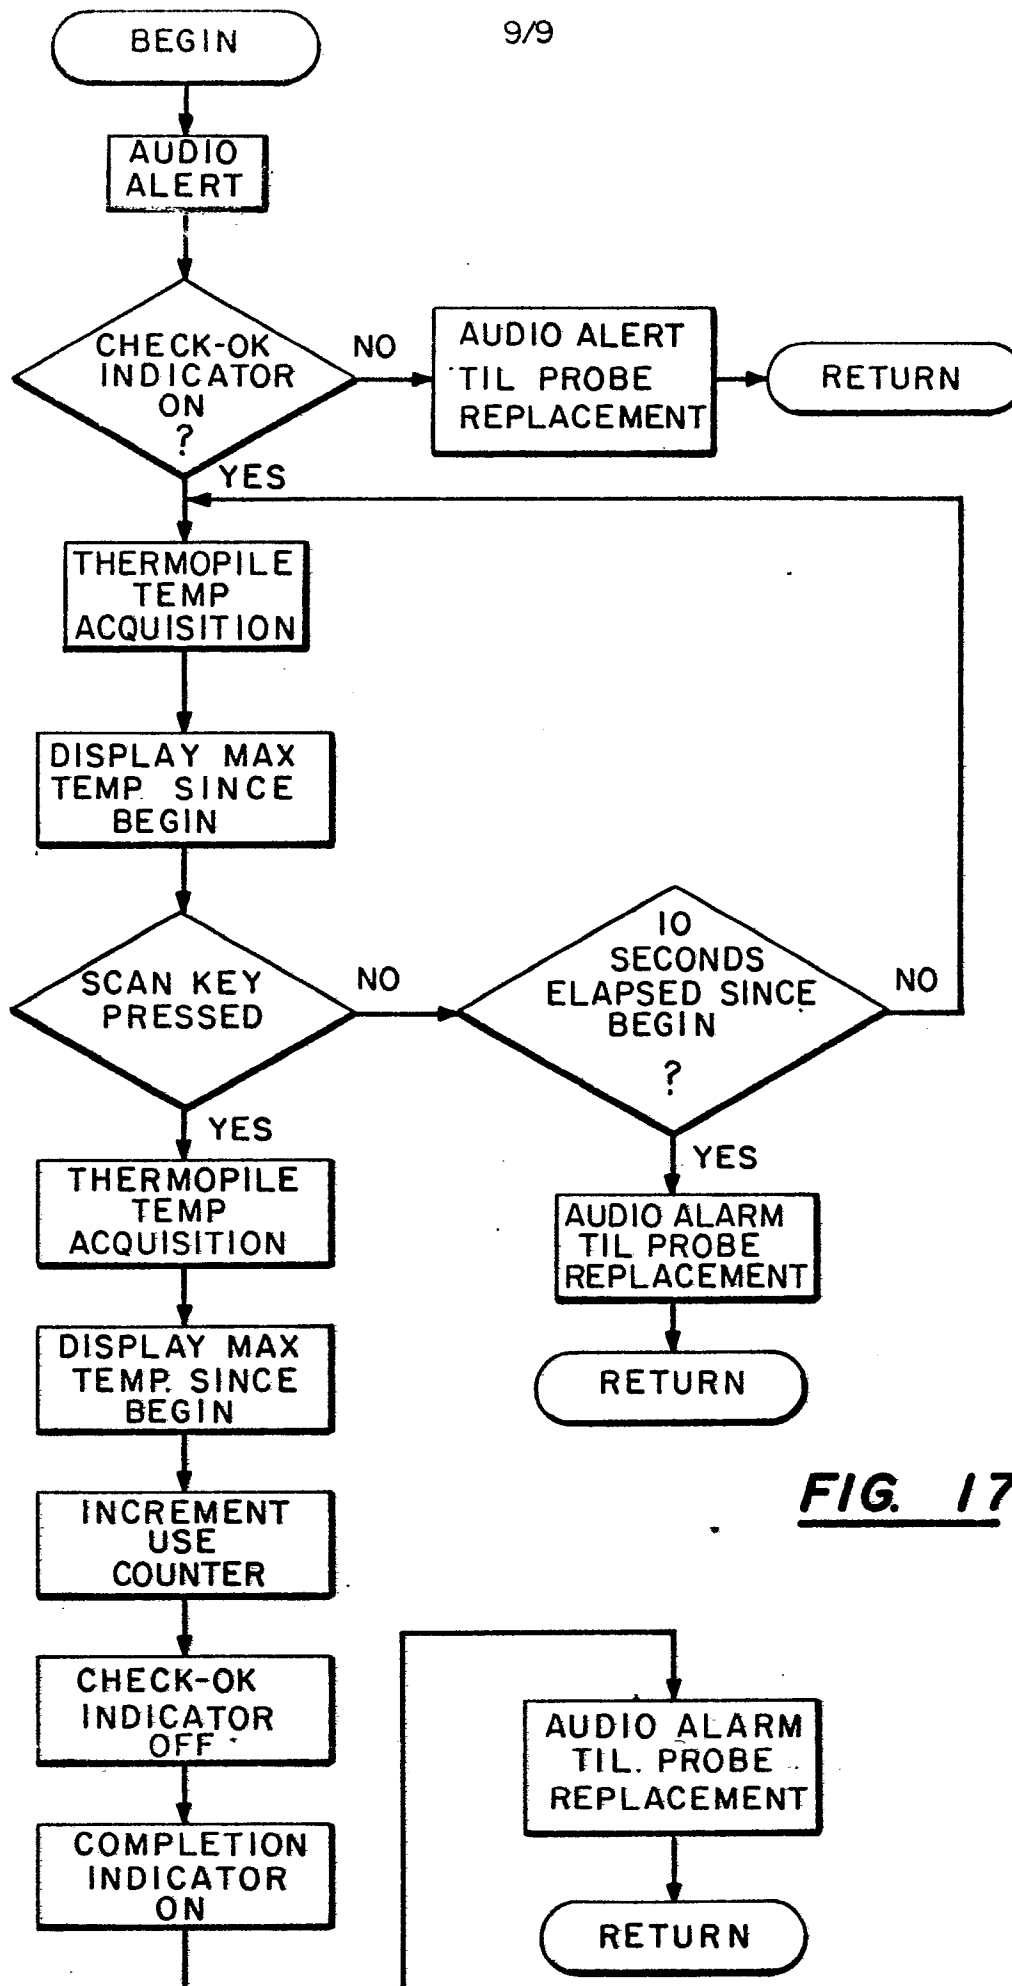 9/9
BEGIN
AUDIO
ALERT
CHECK-OK
INDICATOR
ON
?
NO
AUDIO ALERT
TIL PROBE
REPLACEMENT
RETURN
YES
THERMOPILE
TEMP
ACQUISITION
DISPLAY MAX
TEMP. SINCE
BEGIN
SCAN KEY
PRESSED
NO
10
SECONDS
ELAPSED SINCE
BEGIN
?
NO
YES
THERMOPILE
TEMP
ACQUISITION
YES
AUDIO ALARM
TIL PROBE
REPLACEMENT
RETURN
DISPLAY MAX
TEMP. SINCE
BEGIN
INCREMENT
USE
COUNTER
FIG. 17
CHECK-OK
INDICATOR
OFF
COMPLETION
INDICATOR
ON
AUDIO ALARM
TIL. PROBE
REPLACEMENT
RETURN